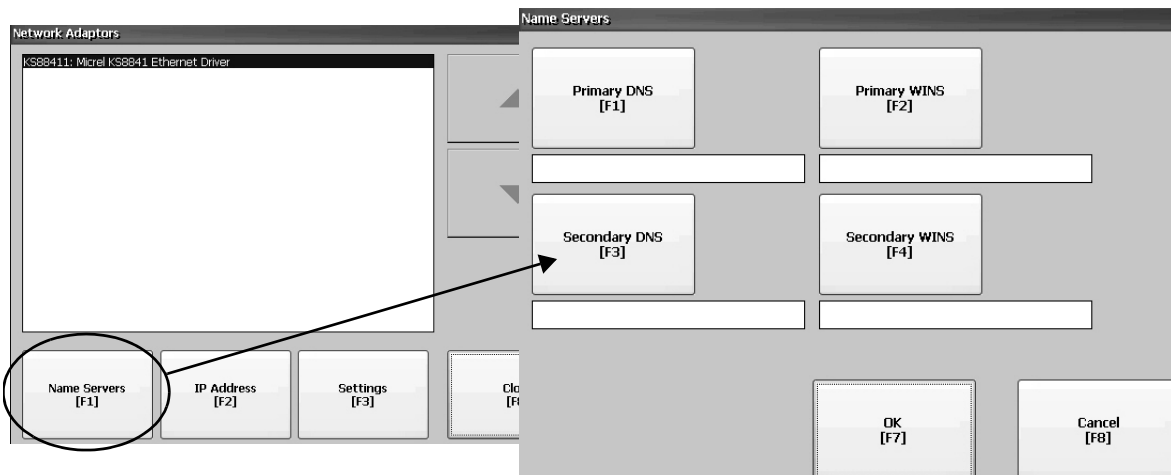 Network Adaptors
KS88411: Micrel KS8841 Ethernet Driver
Name Servers
[F1]
IP Address
[F2]
Settings
[F3]
Name Servers
Primary DNS
[F1]
Primary WINS
[F2]
Secondary DNS
[F3]
Secondary WINS
[F4]
OK
[F7]
Cancel
[F8]